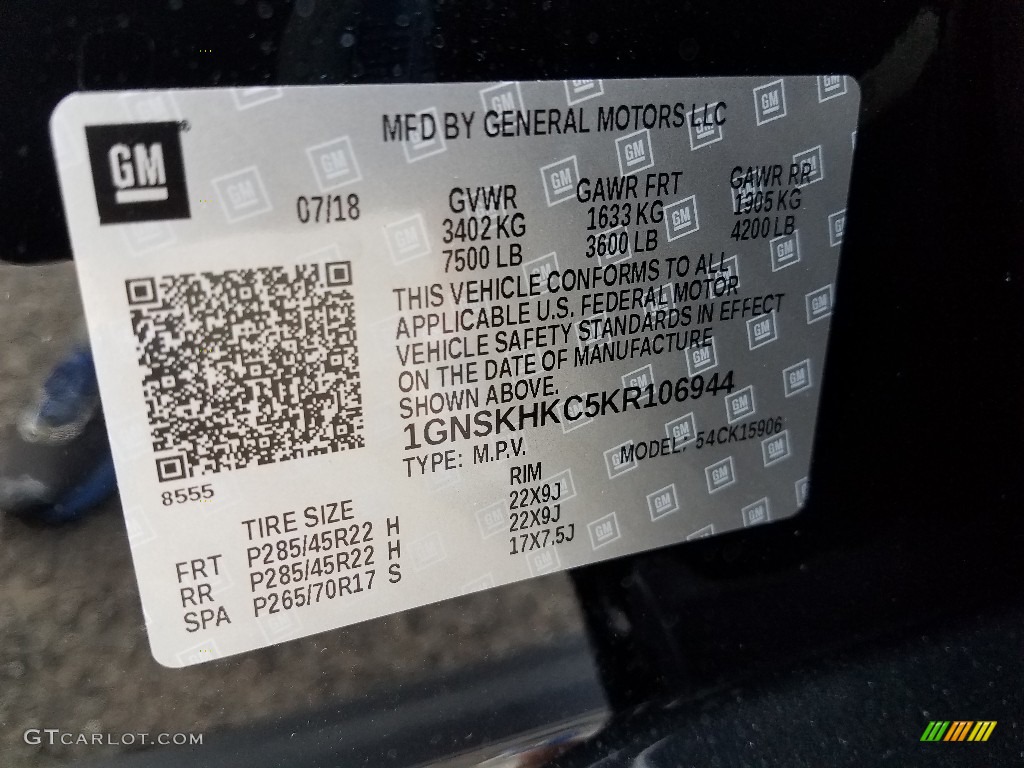 GM
MFD BY GENERAL MOTORS LLC
07/18
GVWR GAWR FRT GAWR RR
3402 KG 1633 KG 1905 KG
7500 LB 3600 LB 4200 LB
THIS VEHICLE CONFORMS TO ALL
APPLICABLE U.S. FEDERAL MOTOR
VEHICLE SAFETY STANDARDS IN EFFECT
ON THE DATE OF MANUFACTURE
SHOWN ABOVE.
1GNSKHKC5KR106944
TYPE: M.P.V. MODEL: 54CK15906
8555
TIRE SIZE RIM
FRT P285/45R22 H 22X9J
RR P285/45R22 H 22X9J
SPA P265/70R17 S 17X7.5J
GTCARLOT.COM